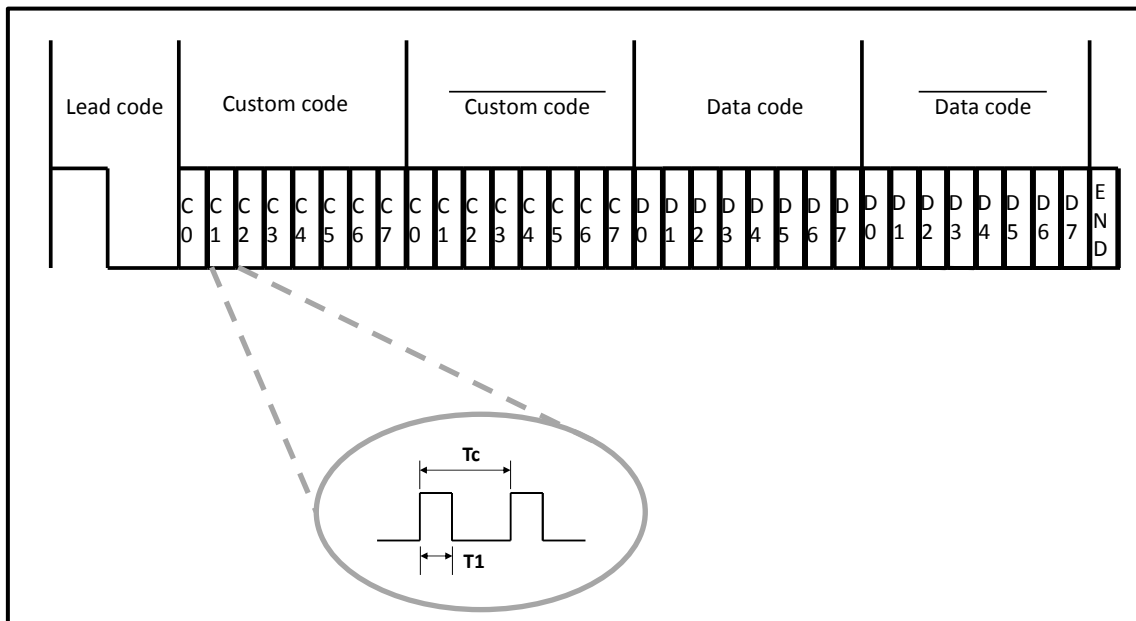 Lead code
Custom code
Custom code
Data code
Data code
C0 C1 C2 C3 C4 C5 C6 C7 C0 C1 C2 C3 C4 C5 C6 C7 D0 D1 D2 D3 D4 D5 D6 D7 D0 D1 D2 D3 D4 D5 D6 D7 END
Tc
T1